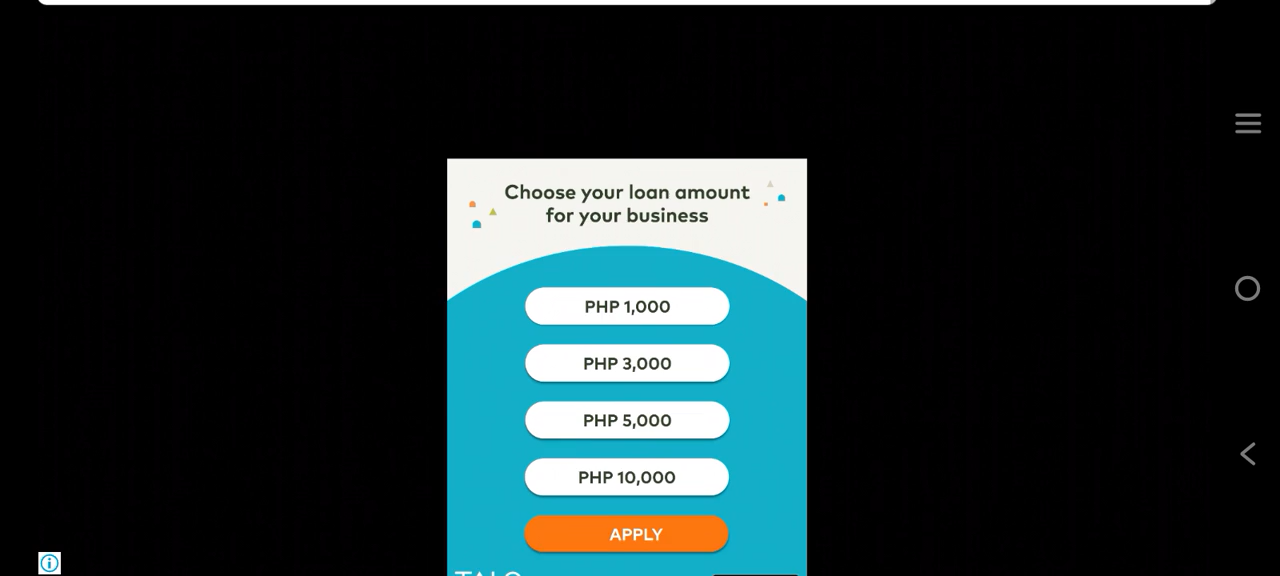 Choose your loan amount
for your business
PHP 1,000
PHP 3,000
PHP 5,000
PHP 10,000
APPLY